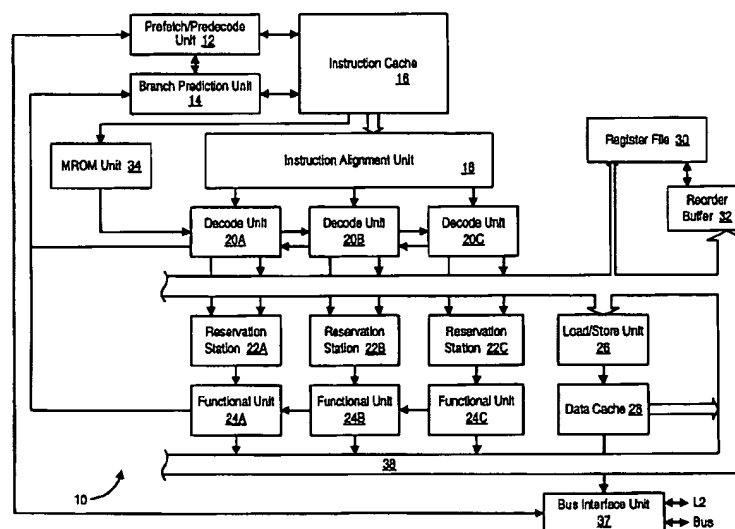 Prefetch/Predecode
Unit 12
Branch Prediction Unit
14
Instruction Cache
16
MROM Unit 34
Instruction Alignment Unit
18
Register File 30
Reorder
Buffer 32
Decode Unit
20A
Decode Unit
20B
Decode Unit
20C
Reservation
Station 22A
Reservation
Station 22B
Reservation
Station 22C
Load/Store Unit
26
Functional Unit
24A
Functional Unit
24B
Functional Unit
24C
Data Cache 28
38
10
Bus Interface Unit
37
L2
Bus